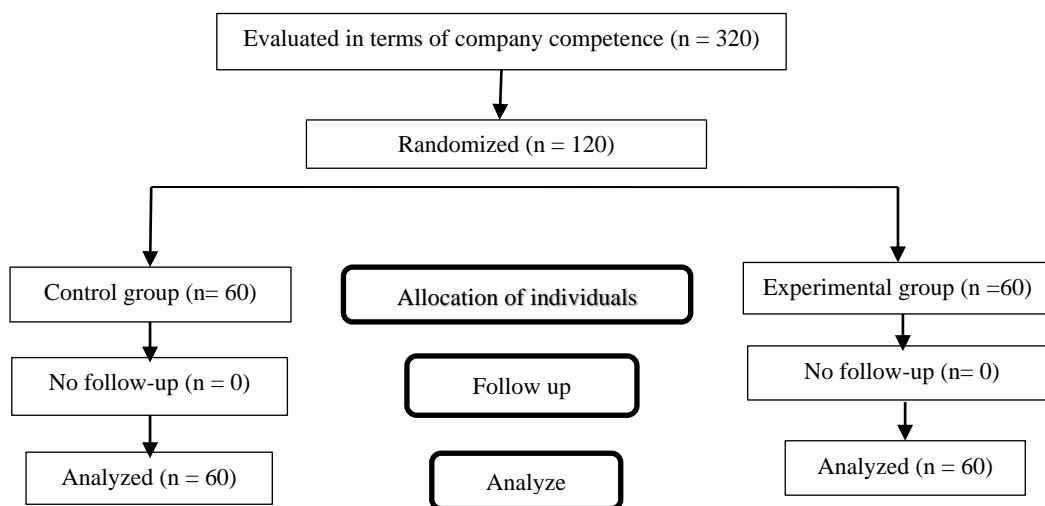 Evaluated in terms of company competence (n = 320)
Randomized (n = 120)
Control group (n= 60)
Allocation of individuals
Experimental group (n =60)
No follow-up (n = 0)
Follow up
No follow-up (n= 0)
Analyzed (n = 60)
Analyze
Analyzed (n = 60)